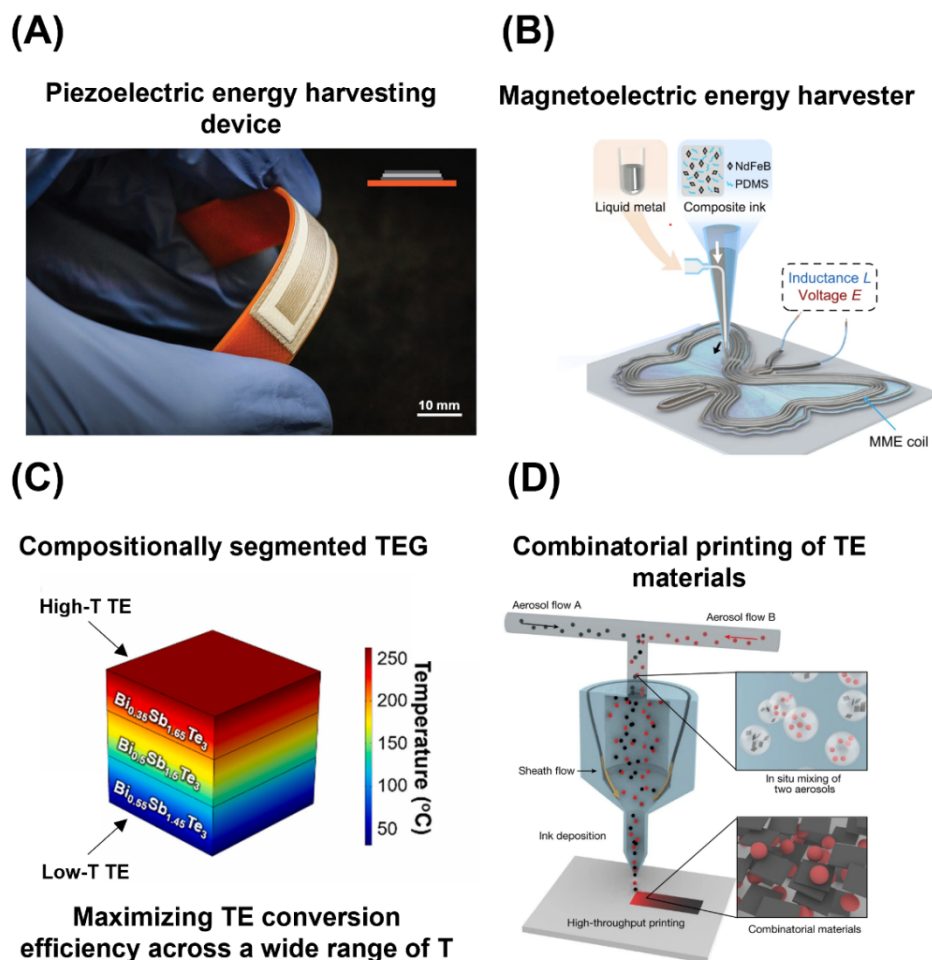 (A)
Piezoelectric energy harvesting
device
10 mm
(B)
Magnetoelectric energy harvester
Liquid metal
NdFeB
PDMS
Composite ink
Inductance L
Voltage E
MME coil
(C)
Compositionally segmented TEG
High-T TE
Bi0.35Sb1.65Te3
Bi0.5Sb1.5Te3
Bi0.55Sb1.45Te3
Low-T TE
250
200
150
100
50
Temperature (ºC)
Maximizing TE conversion
efficiency across a wide range of T
(D)
Combinatorial printing of TE
materials
Aerosol flow A
Aerosol flow B
Sheath flow
In situ mixing of
two aerosols
Ink deposition
High-throughput printing
Combinatorial materials